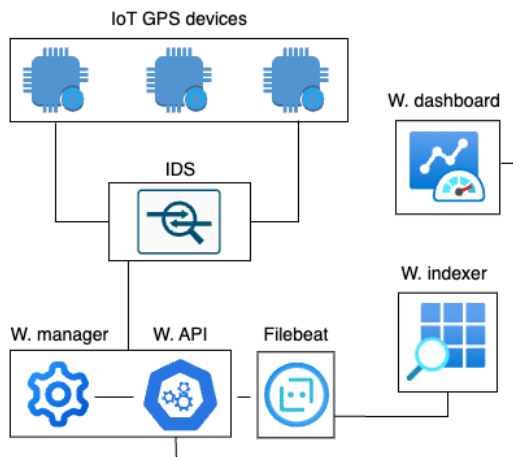 IoT GPS devices
W. dashboard
IDS
W. indexer
W. manager
W. API
Filebeat